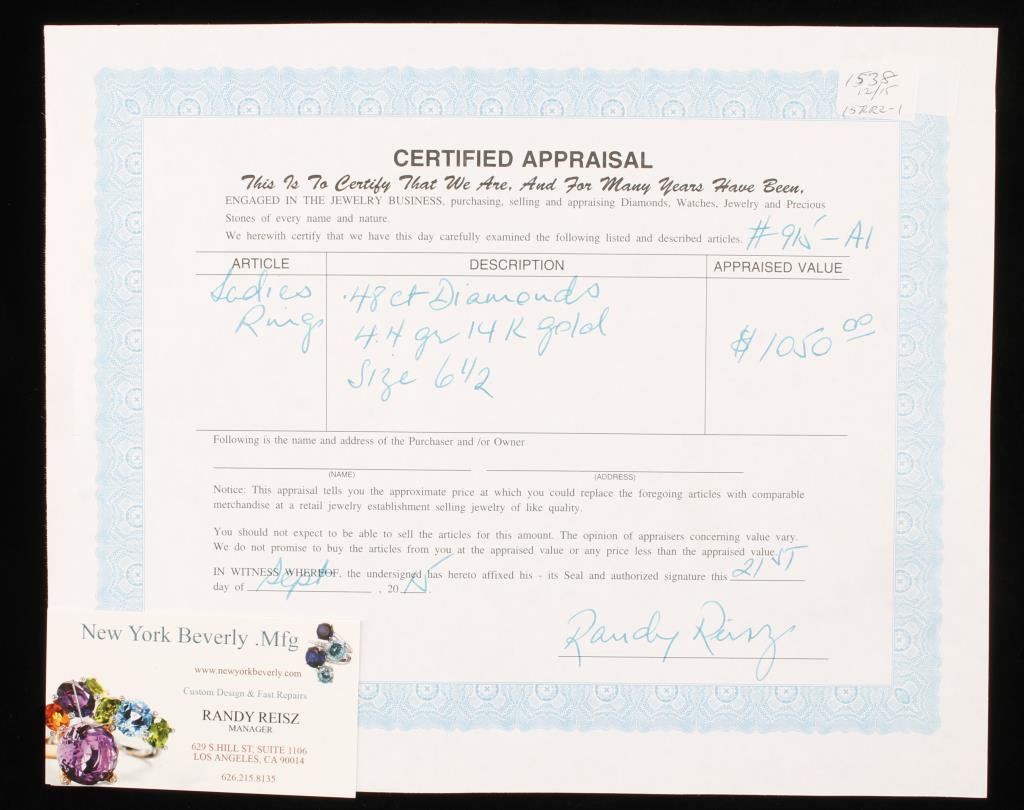 1538
12/15
15RR2-1
CERTIFIED APPRAISAL
This Is To Certify That We Are, And For Many Years Have Been,
ENGAGED IN THE JEWELRY BUSINESS, purchasing, selling and appraising Diamonds, Watches, Jewelry and Precious
Stones of every name and nature.
We herewith certify that we have this day carefully examined the following listed and described articles. #915-A1
ARTICLE DESCRIPTION APPRAISED VALUE
Ladies .48 ct Diamonds
Rings 4.4 gr 14K gold $1050 00
Size 6 1/2
Following is the name and address of the Purchaser and /or Owner
(NAME) (ADDRESS)
Notice: This appraisal tells you the approximate price at which you could replace the foregoing articles with comparable
merchandise at a retail jewelry establishment selling jewelry of like quality.
You should not expect to be able to sell the articles for this amount. The opinion of appraisers concerning value vary.
We do not promise to buy the articles from you at the appraised value or any price less than the appraised value.
IN WITNESS WHEREOF, the undersigned has hereto affixed his - its Seal and authorized signature this 21ST
day of Sept , 20 15 .
Randy Reisz
New York Beverly .Mfg
www.newyorkbeverly.com
Custom Design & Fast Repairs
RANDY REISZ
MANAGER
629 S.HILL ST, SUITE 1106
LOS ANGELES, CA 90014
626.215.8135